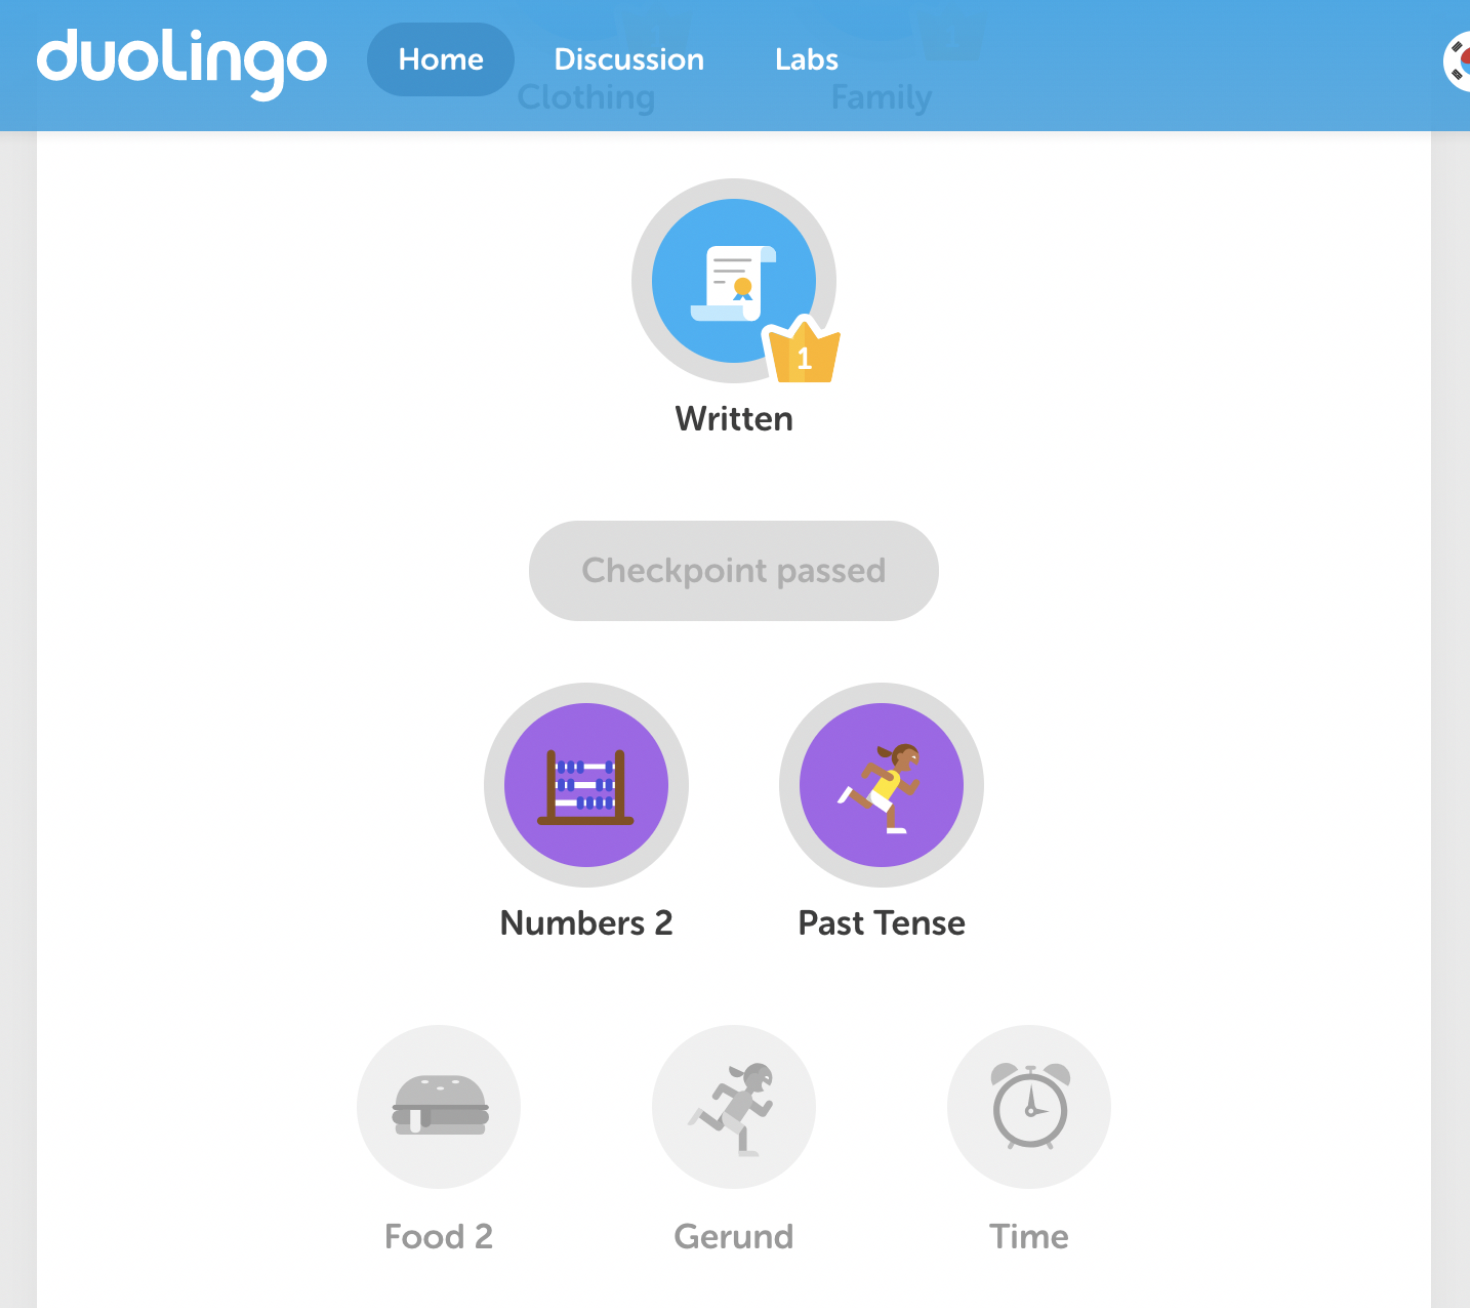 duolingo
Home
Discussion
Labs
Clothing
Family
1
Written
Checkpoint passed
Numbers 2
Past Tense
Food 2
Gerund
Time